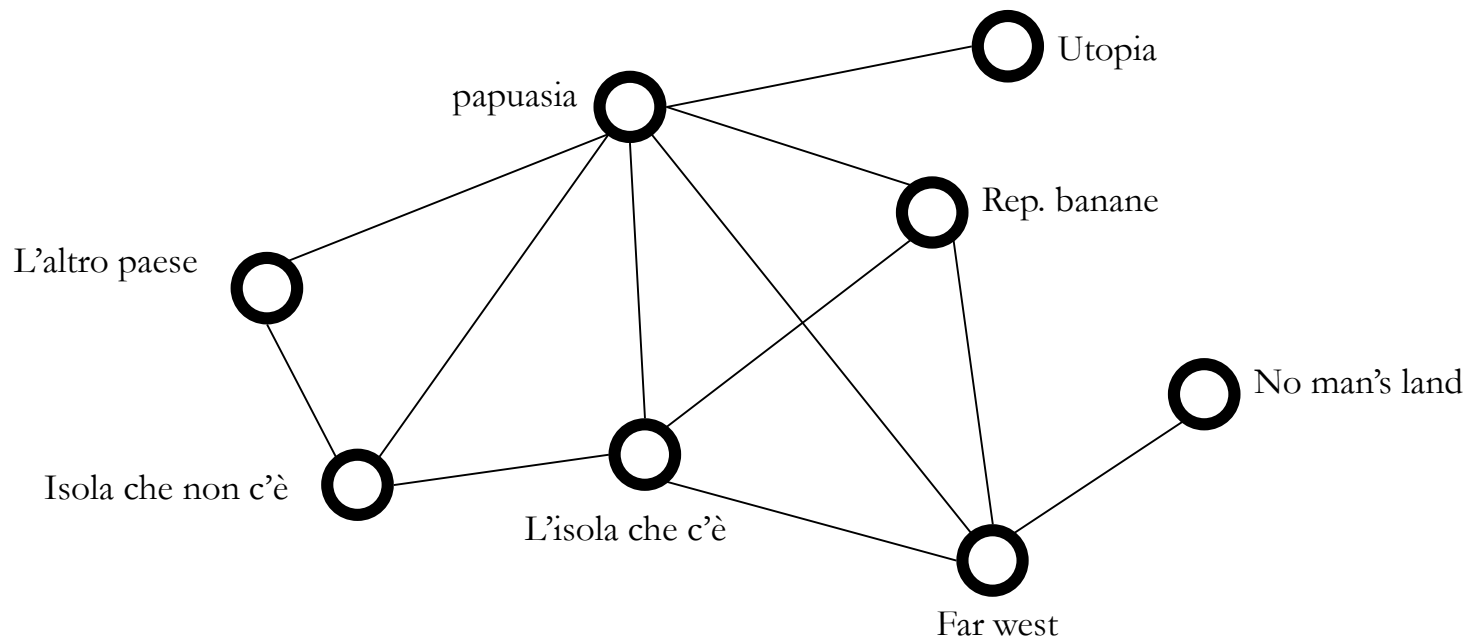 Utopia
papuasia
Rep. banane
L’altro paese
No man’s land
Isola che non c’è
L’isola che c’è
Far west